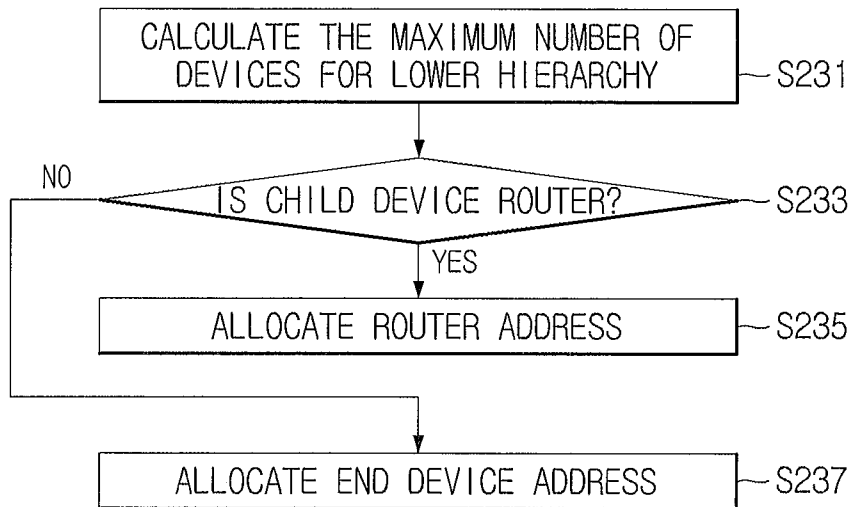 CALCULATE THE MAXIMUM NUMBER OF
DEVICES FOR LOWER HIERARCHY
S231
NO
IS CHILD DEVICE ROUTER?
S233
YES
ALLOCATE ROUTER ADDRESS
S235
ALLOCATE END DEVICE ADDRESS
S237